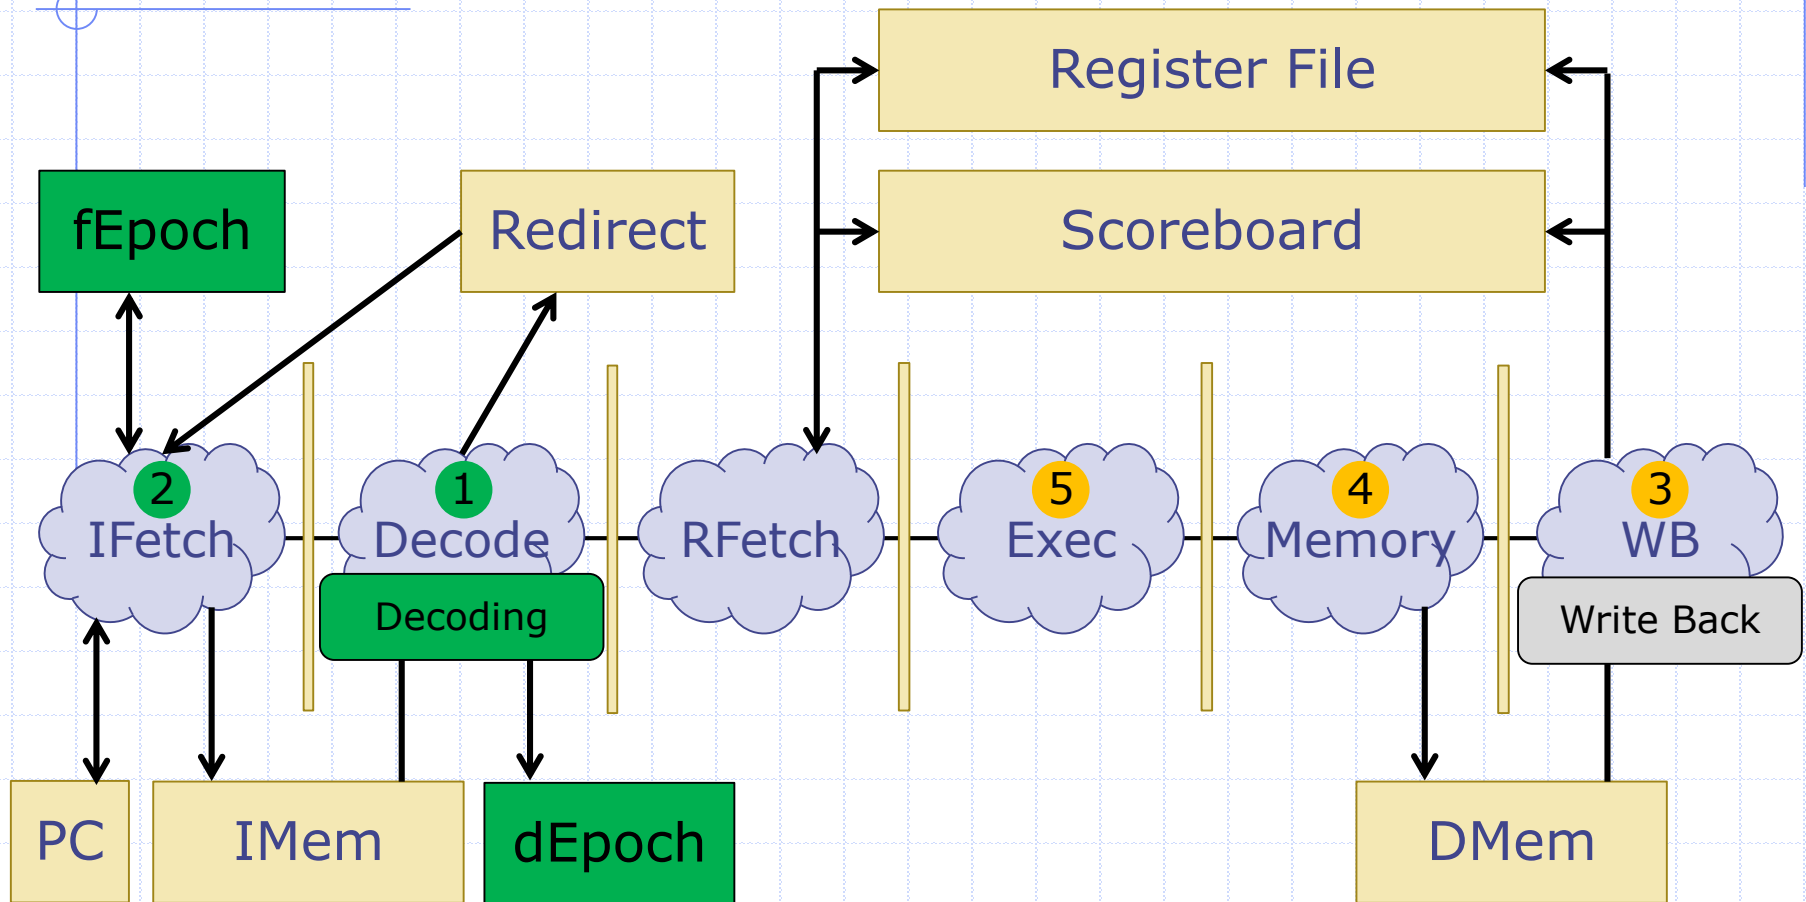 Register File
fEpoch
Redirect
Scoreboard
2
1
5
4
3
IFetch
Decode
RFetch
Exec
Memory
WB
Decoding
Write Back
PC
IMem
dEpoch
DMem